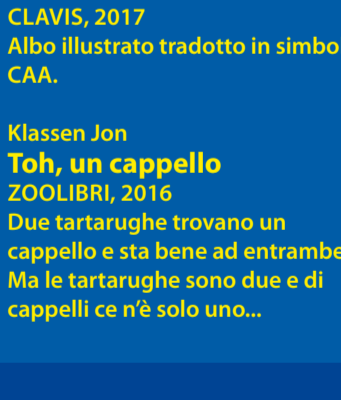 CLAVIS, 2017
Albo illustrato tradotto in simbo
CAA.
Klassen Jon
Toh, un cappello
ZOOLIBRI, 2016
Due tartarughe trovano un
cappello e sta bene ad entrambe
Ma le tartarughe sono due e di
cappelli ce n'è solo uno...